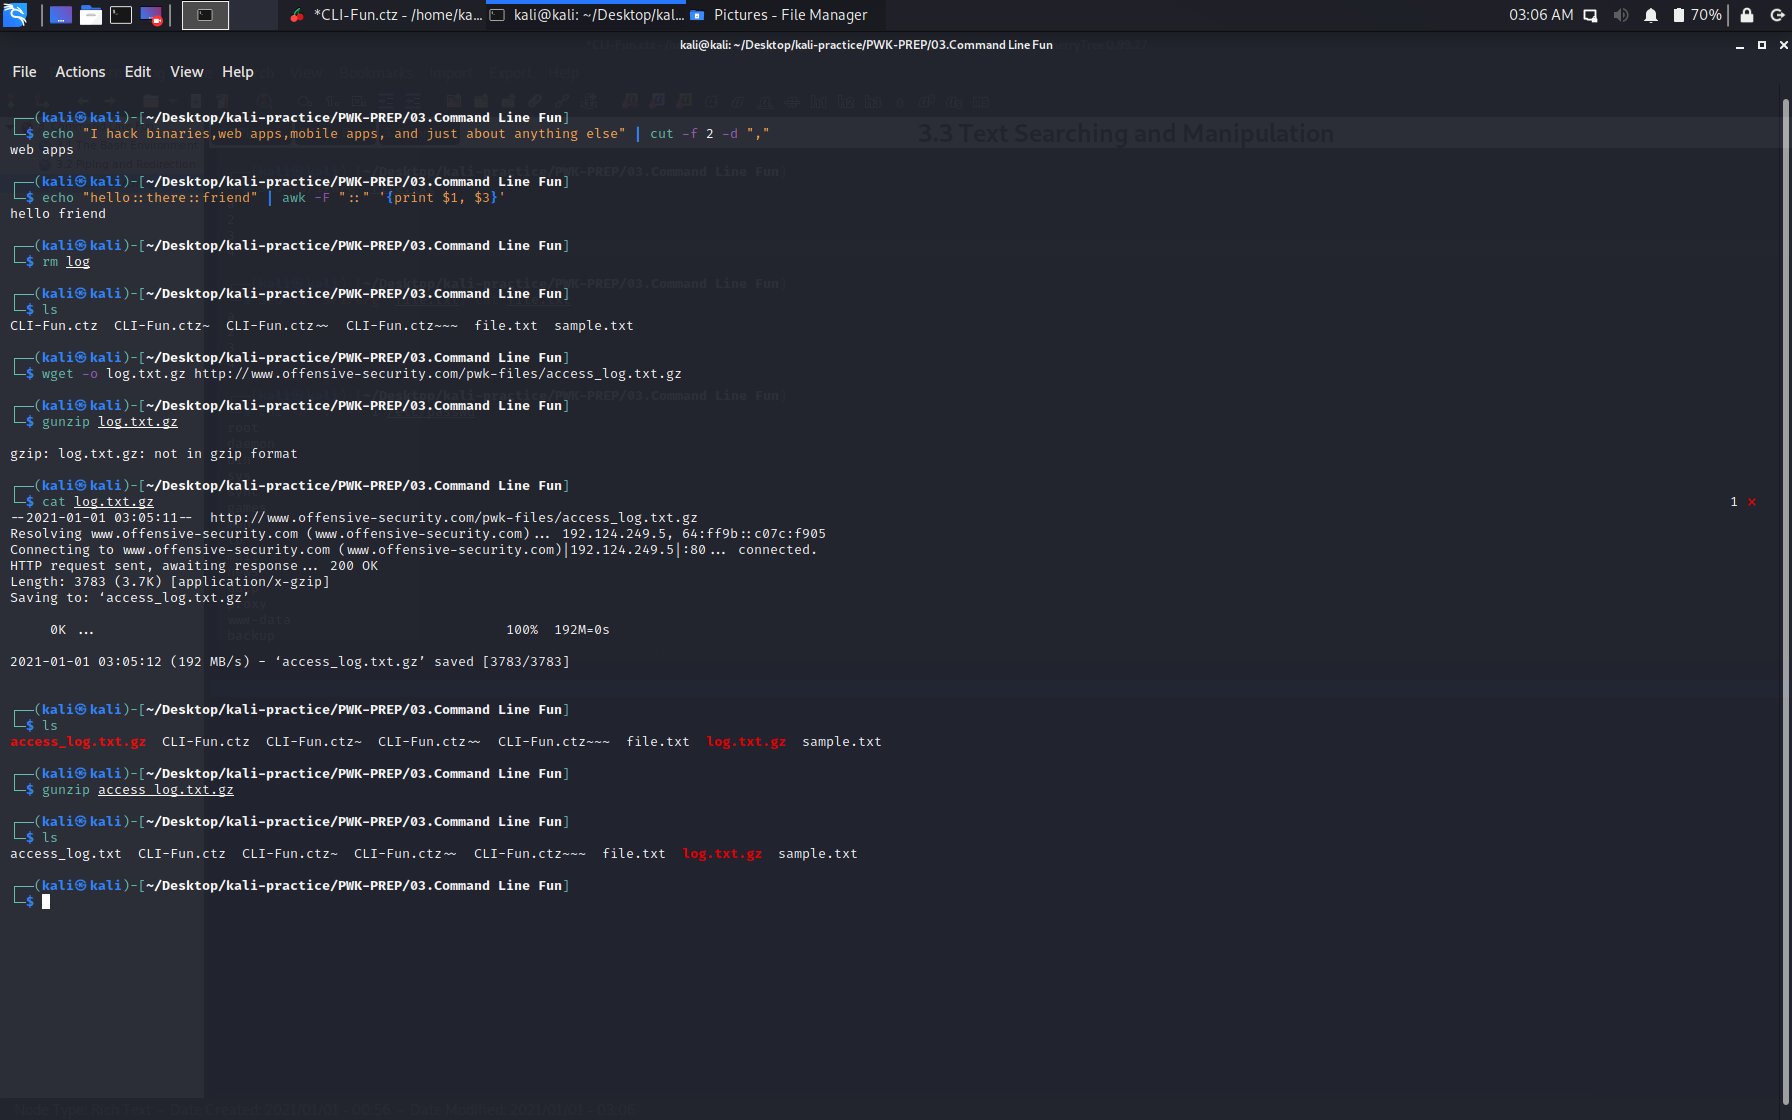 *CLI-Fun.ctz - /home/ka... kali@kali: ~/Desktop/kal... Pictures - File Manager 03:06 AM 70%
kali@kali: ~/Desktop/kali-practice/PWK-PREP/03.Command Line Fun
File Actions Edit View Help
┌──(kali㉿kali)-[~/Desktop/kali-practice/PWK-PREP/03.Command Line Fun]
└─$ echo "I hack binaries,web apps,mobile apps, and just about anything else" | cut -f 2 -d ","
3.3 Text Searching and Manipulation
web apps
┌──(kali㉿kali)-[~/Desktop/kali-practice/PWK-PREP/03.Command Line Fun]
└─$ echo "hello::there::friend" | awk -F "::" '{print $1, $3}'
hello friend
┌──(kali㉿kali)-[~/Desktop/kali-practice/PWK-PREP/03.Command Line Fun]
└─$ rm log
┌──(kali㉿kali)-[~/Desktop/kali-practice/PWK-PREP/03.Command Line Fun]
└─$ ls
CLI-Fun.ctz CLI-Fun.ctz~ CLI-Fun.ctz~~ CLI-Fun.ctz~~~ file.txt sample.txt
┌──(kali㉿kali)-[~/Desktop/kali-practice/PWK-PREP/03.Command Line Fun]
└─$ wget -o log.txt.gz http://www.offensive-security.com/pwk-files/access_log.txt.gz
┌──(kali㉿kali)-[~/Desktop/kali-practice/PWK-PREP/03.Command Line Fun]
└─$ gunzip log.txt.gz
gzip: log.txt.gz: not in gzip format
┌──(kali㉿kali)-[~/Desktop/kali-practice/PWK-PREP/03.Command Line Fun]
└─$ cat log.txt.gz 1 ⨯
--2021-01-01 03:05:11-- http://www.offensive-security.com/pwk-files/access_log.txt.gz
Resolving www.offensive-security.com (www.offensive-security.com)... 192.124.249.5, 64:ff9b::c07c:f905
Connecting to www.offensive-security.com (www.offensive-security.com)|192.124.249.5|:80... connected.
HTTP request sent, awaiting response... 200 OK
Length: 3783 (3.7K) [application/x-gzip]
Saving to: ‘access_log.txt.gz’
0K ... 100% 192M=0s
2021-01-01 03:05:12 (192 MB/s) - ‘access_log.txt.gz’ saved [3783/3783]
┌──(kali㉿kali)-[~/Desktop/kali-practice/PWK-PREP/03.Command Line Fun]
└─$ ls
access_log.txt.gz CLI-Fun.ctz CLI-Fun.ctz~ CLI-Fun.ctz~~ CLI-Fun.ctz~~~ file.txt log.txt.gz sample.txt
┌──(kali㉿kali)-[~/Desktop/kali-practice/PWK-PREP/03.Command Line Fun]
└─$ gunzip access_log.txt.gz
┌──(kali㉿kali)-[~/Desktop/kali-practice/PWK-PREP/03.Command Line Fun]
└─$ ls
access_log.txt CLI-Fun.ctz CLI-Fun.ctz~ CLI-Fun.ctz~~ CLI-Fun.ctz~~~ file.txt log.txt.gz sample.txt
┌──(kali㉿kali)-[~/Desktop/kali-practice/PWK-PREP/03.Command Line Fun]
└─$